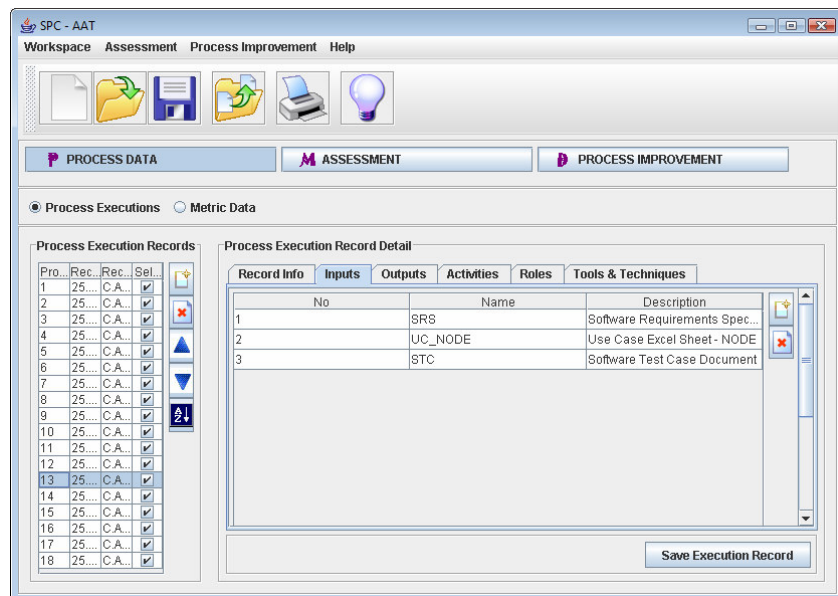 SPC - AAT
Workspace Assessment Process Improvement Help
P PROCESS DATA M ASSESSMENT D PROCESS IMPROVEMENT
Process Executions Metric Data
Process Execution Records
Pro... Rec... Rec... Sel...
1 25.... C.A...
2 25.... C.A...
3 25.... C.A...
4 25.... C.A...
5 25.... C.A...
6 25.... C.A...
7 25.... C.A...
8 25.... C.A...
9 25.... C.A...
10 25.... C.A...
11 25.... C.A...
12 25.... C.A...
13 25.... C.A...
14 25.... C.A...
15 25.... C.A...
16 25.... C.A...
17 25.... C.A...
18 25.... C.A...
A
Z
Process Execution Record Detail
Record Info Inputs Outputs Activities Roles Tools & Techniques
No Name Description
1 SRS Software Requirements Spec...
2 UC_NODE Use Case Excel Sheet - NODE
3 STC Software Test Case Document
Save Execution Record